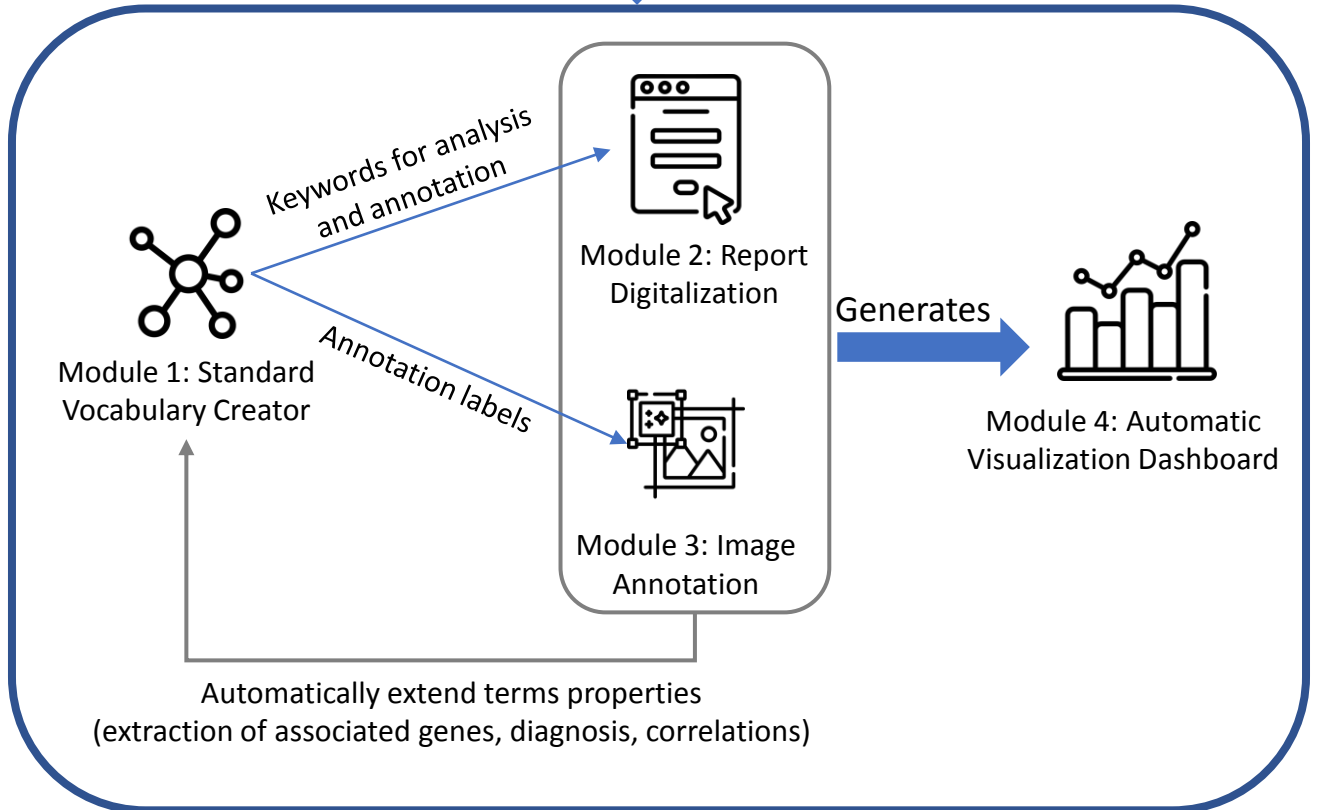 Keywords for analysis
and annotation
Module 2: Report
Digitalization
Module 1: Standard
Vocabulary Creator
Annotation labels
Generates
Module 4: Automatic
Visualization Dashboard
Module 3: Image
Annotation
Automatically extend terms properties
(extraction of associated genes, diagnosis, correlations)